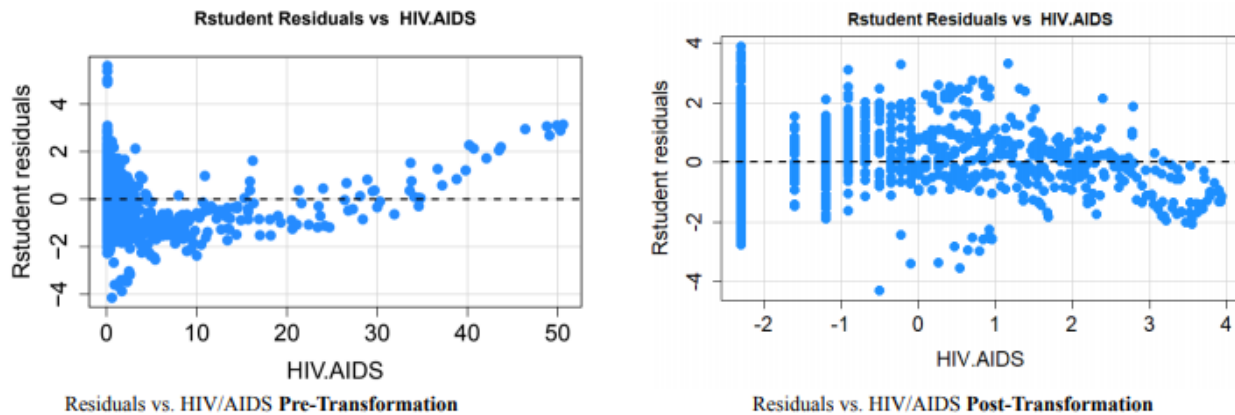 Rstudent Residuals vs HIV.AIDS
Rstudent residuals
4
2
0
−2
−4
0 10 20 30 40 50
HIV.AIDS
Residuals vs. HIV/AIDS Pre-Transformation
Rstudent Residuals vs HIV.AIDS
Rstudent residuals
4
2
0
-2
-4
-2 -1 0 1 2 3 4
HIV.AIDS
Residuals vs. HIV/AIDS Post-Transformation